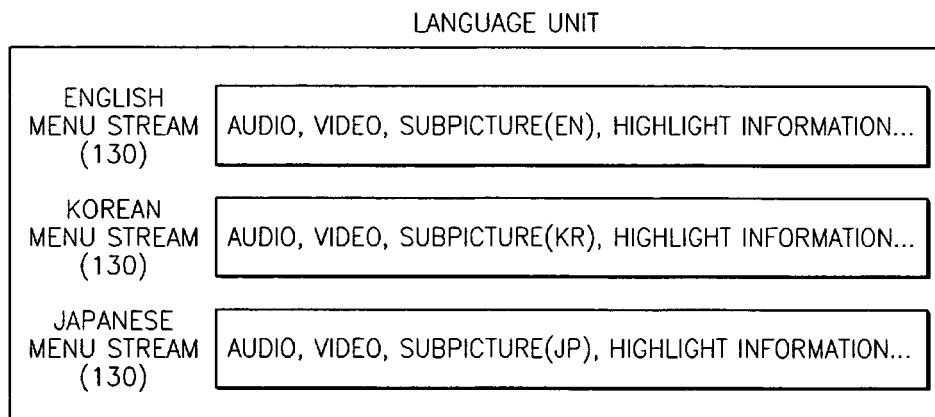 LANGUAGE UNIT
ENGLISH
MENU STREAM
(130)
AUDIO, VIDEO, SUBPICTURE(EN), HIGHLIGHT INFORMATION...
KOREAN
MENU STREAM
(130)
AUDIO, VIDEO, SUBPICTURE(KR), HIGHLIGHT INFORMATION...
JAPANESE
MENU STREAM
(130)
AUDIO, VIDEO, SUBPICTURE(JP), HIGHLIGHT INFORMATION...